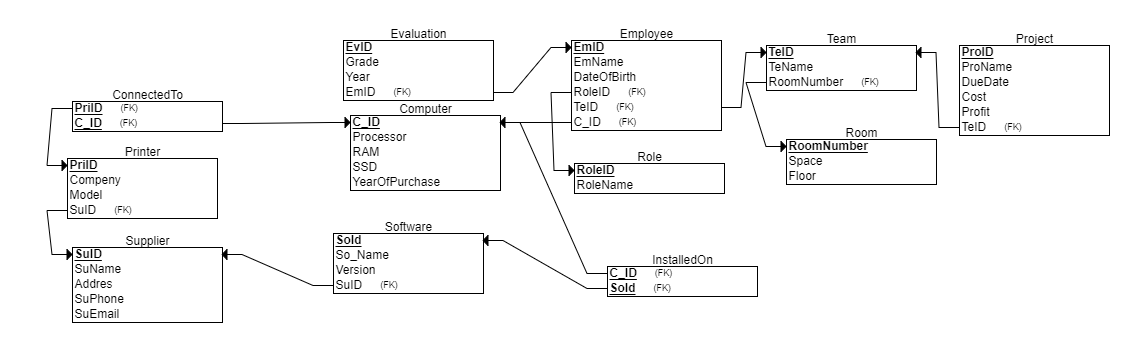 Evaluation
EvID
Grade
Year
EmID (FK)
Employee
EmID
EmName
DateOfBirth
RoleID (FK)
TeID (FK)
C_ID (FK)
Team
TeID
TeName
RoomNumber (FK)
Project
ProID
ProName
DueDate
Cost
Profit
TeID (FK)
ConnectedTo
PriID (FK)
C_ID (FK)
Computer
C_ID
Processor
RAM
SSD
YearOfPurchase
Room
RoomNumber
Space
Floor
Printer
PriID
Compeny
Model
SuID (FK)
Role
RoleID
RoleName
Supplier
SuID
SuName
Addres
SuPhone
SuEmail
Software
SoId
So_Name
Version
SuID (FK)
InstalledOn
C_ID (FK)
SoId (FK)